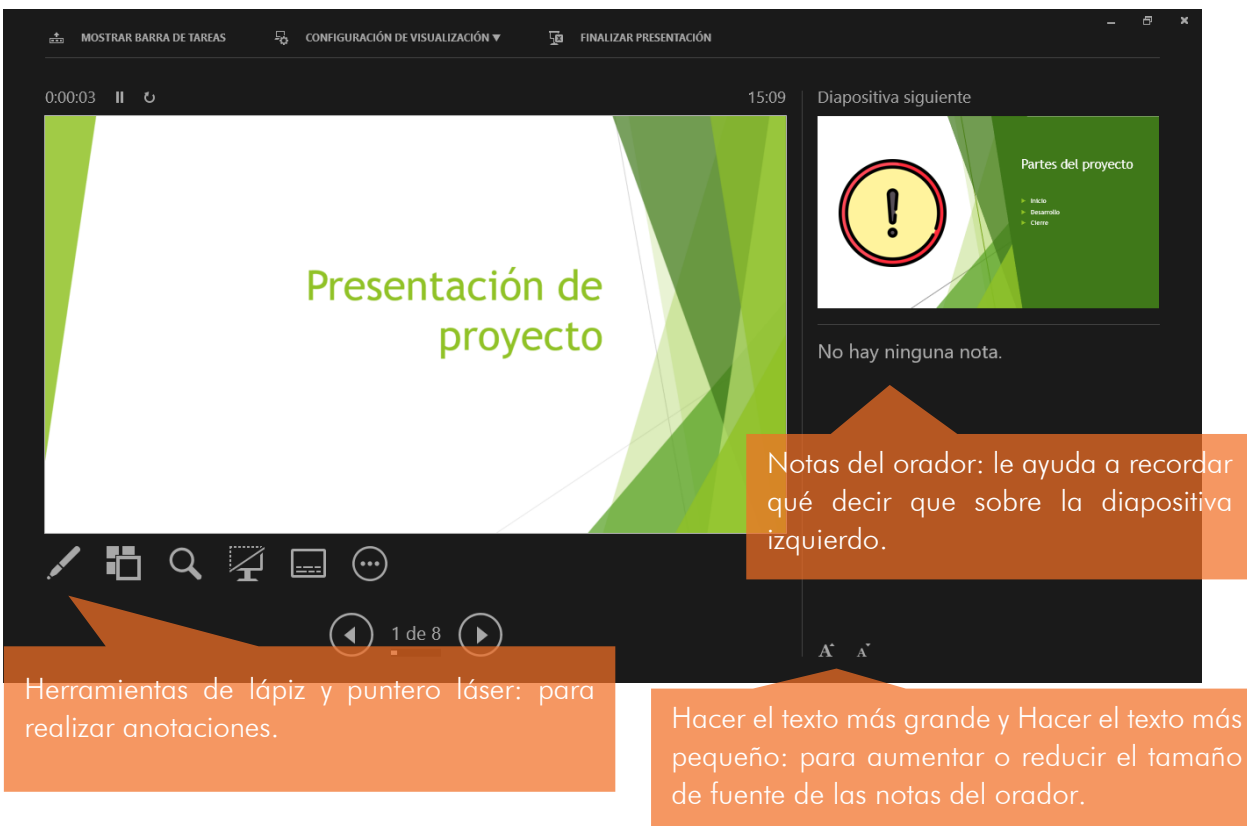 MOSTRAR BARRA DE TAREAS
CONFIGURACIÓN DE VISUALIZACIÓN ▼
FINALIZAR PRESENTACIÓN
0:00:03
15:09
Diapositiva siguiente
Presentación de
proyecto
Partes del proyecto
Inicio
Desarrollo
Cierre
No hay ninguna nota.
Notas del orador: le ayuda a recordar
qué decir que sobre la diapositiva
izquierdo.
1 de 8
A A
Herramientas de lápiz y puntero láser: para
realizar anotaciones.
Hacer el texto más grande y Hacer el texto más
pequeño: para aumentar o reducir el tamaño
de fuente de las notas del orador.